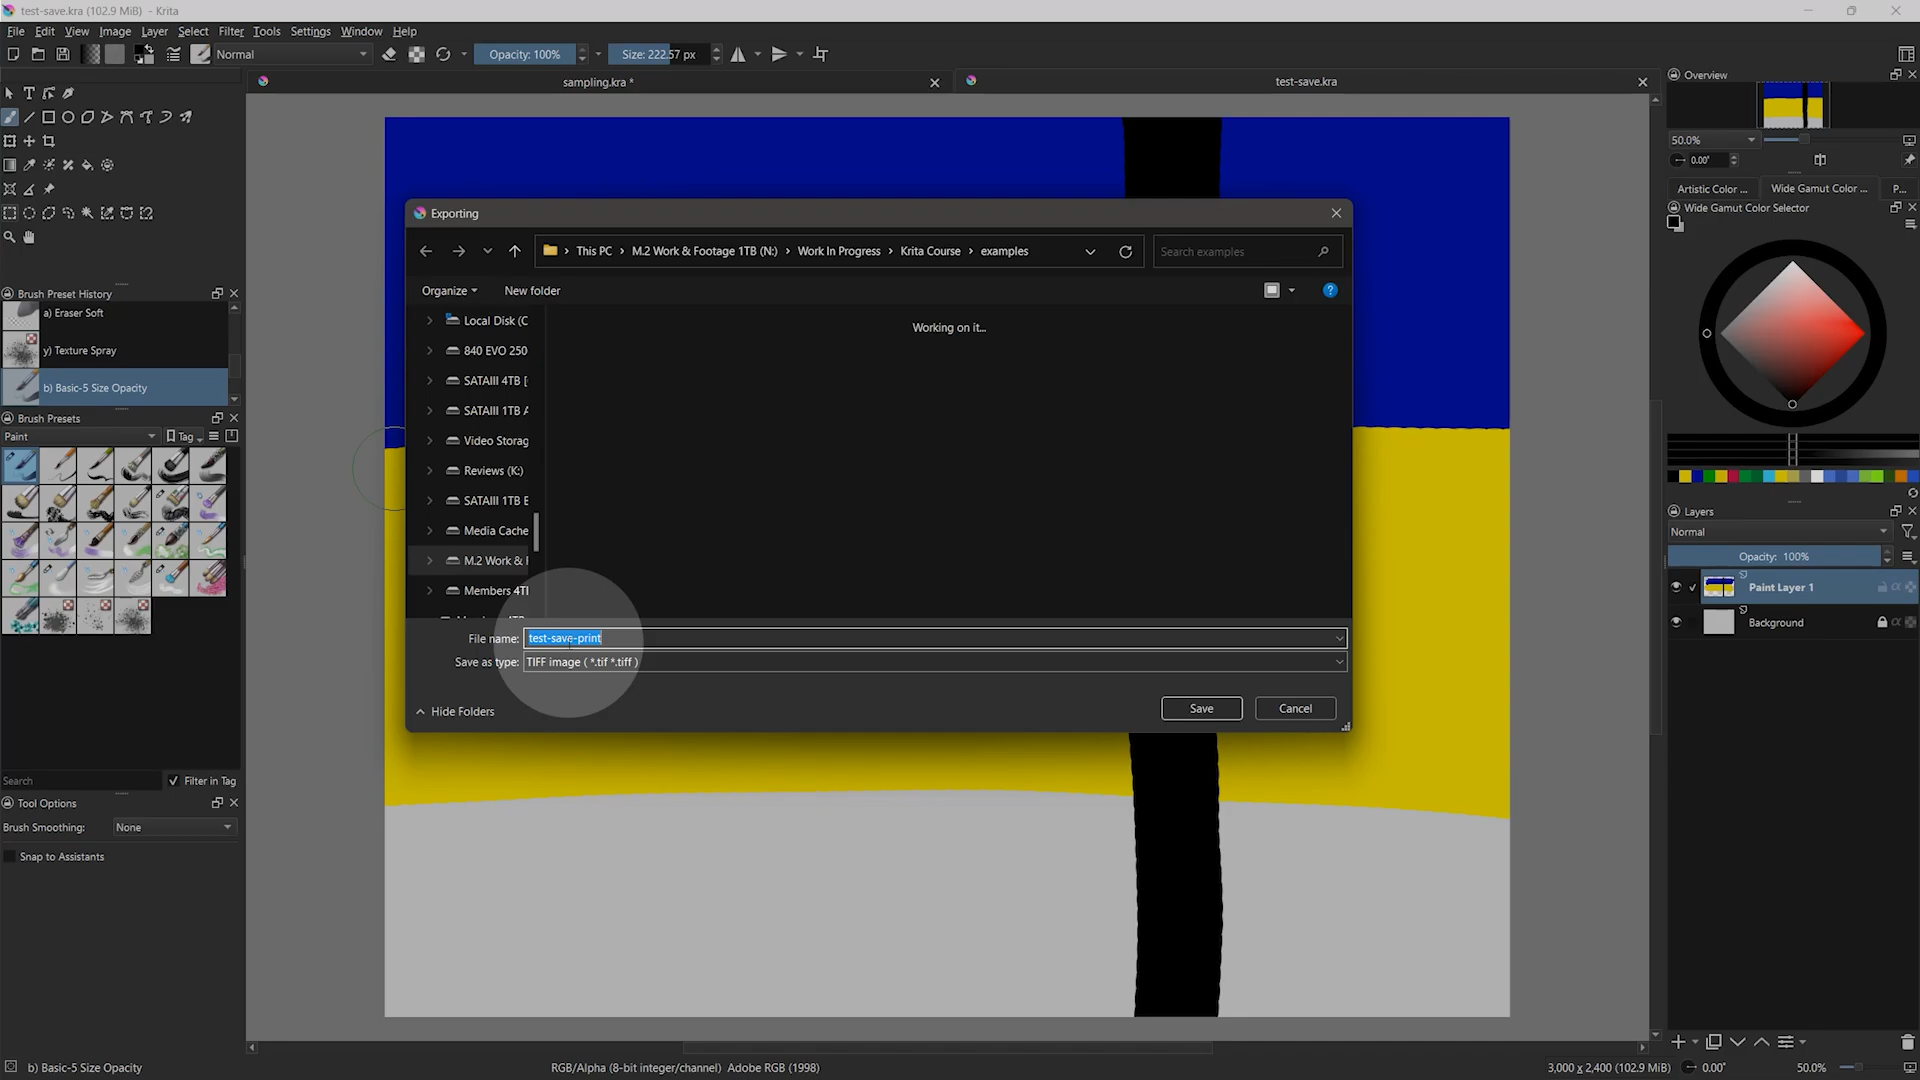 test-save.kra (102.9 MiB) - Krita
File Edit View Image Layer Select Filter Tools Settings Window Help
Normal Opacity: 100% Size: 222.57 px
sampling.kra *
test-save.kra
Overview
50.0%
0.00°
Artistic Color ... Wide Gamut Color ... P...
Wide Gamut Color Selector
Brush Preset History
a) Eraser Soft
y) Texture Spray
b) Basic-5 Size Opacity
Brush Presets
Paint Tag
Search Filter in Tag
Tool Options
Brush Smoothing: None
Snap to Assistants
Exporting
This PC › M.2 Work & Footage 1TB (N:) › Work In Progress › Krita Course › examples
Search examples
Organize New folder
Working on it...
Local Disk (C
840 EVO 250
SATAIII 4TB [
SATAIII 1TB A
Video Storag
Reviews (K:)
SATAIII 1TB E
Media Cache
M.2 Work & F
Members 4TI
File name: test-save-print
Save as type: TIFF image ( *.tif *.tiff )
Hide Folders
Save Cancel
Layers
Normal
Opacity: 100%
Paint Layer 1
Background
b) Basic-5 Size Opacity
RGB/Alpha (8-bit integer/channel) Adobe RGB (1998)
3,000 x 2,400 (102.9 MiB) 0.00° 50.0%